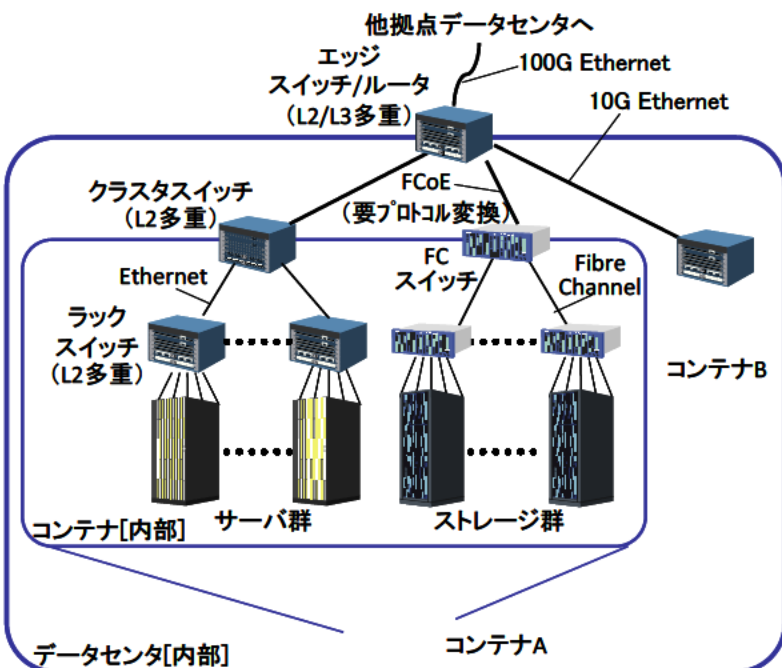 他拠点データセンタへ
エッジ
スイッチ/ルータ
(L2/L3多重)
100G Ethernet
10G Ethernet
クラスタスイッチ
(L2多重)
FCoE
(要プロトコル変換)
Ethernet
FC
スイッチ
Fibre
Channel
ラック
スイッチ
(L2多重)
コンテナB
サーバ群
ストレージ群
コンテナ[内部]
コンテナA
データセンタ[内部]